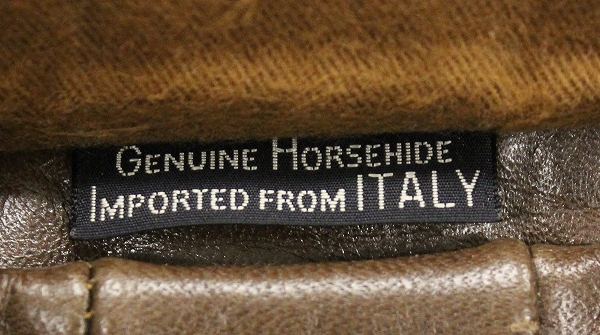 GENUINE HORSEHIDE
IMPORTED FROM ITALY